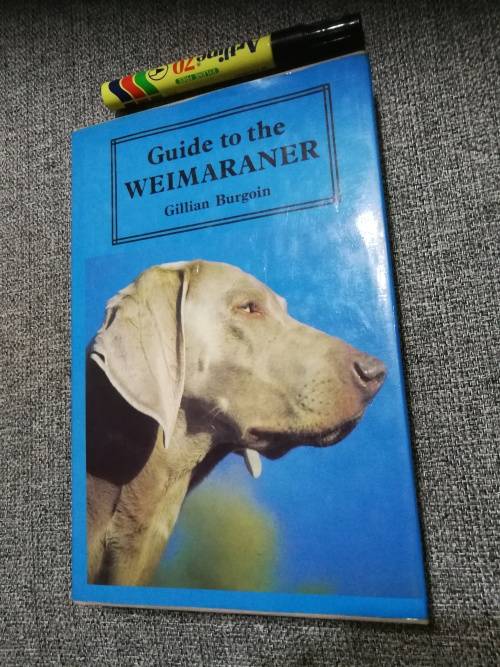 Artline 70
Guide to the
WEIMARANER
Gillian Burgoin